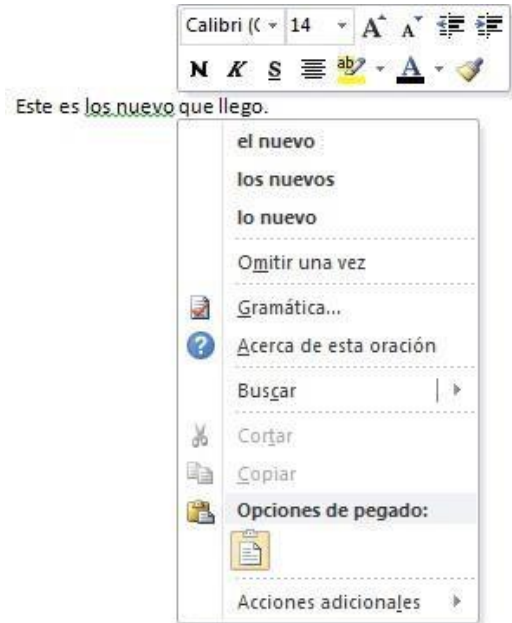 Calibri (C 14 A A
N K S ab A
Este es los nuevo que llego.
el nuevo
los nuevos
lo nuevo
Omitir una vez
Gramática...
Acerca de esta oración
Buscar
Cortar
Copiar
Opciones de pegado:
Acciones adicionales